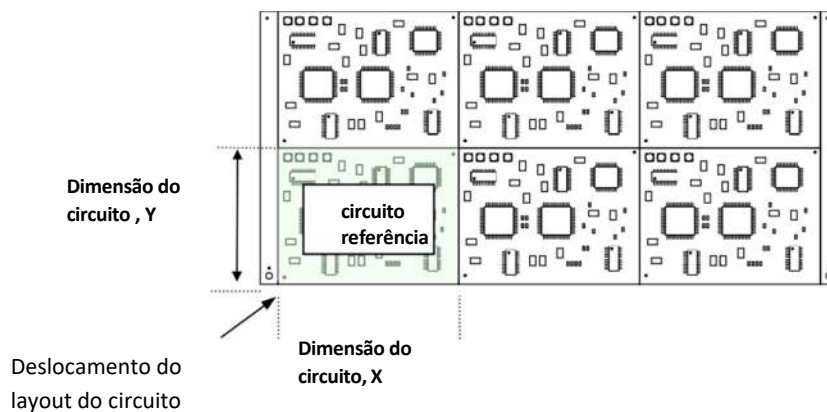 Dimensão do
circuito , Y
circuito
referência
Dimensão do
circuito, X
Deslocamento do
layout do circuito